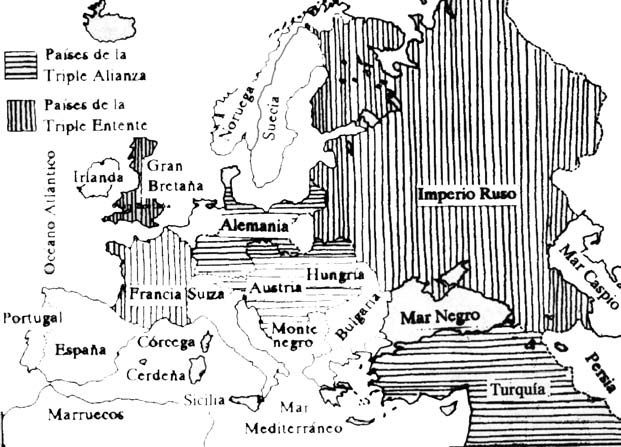 Países de la
Triple Alianza
Países de la
Triple Entente
Océano Atlántico
Irlanda
Gran
Bretaña
Noruega
Suecia
Imperio Ruso
Alemania
Hungría
Austria
Francia
Suiza
Mar Caspio
Mar Negro
Bulgaria
Monte
negro
Portugal
España
Córcega
Cerdeña
Sicilia
Mar
Mediterráneo
Marruecos
Turquía
Persia